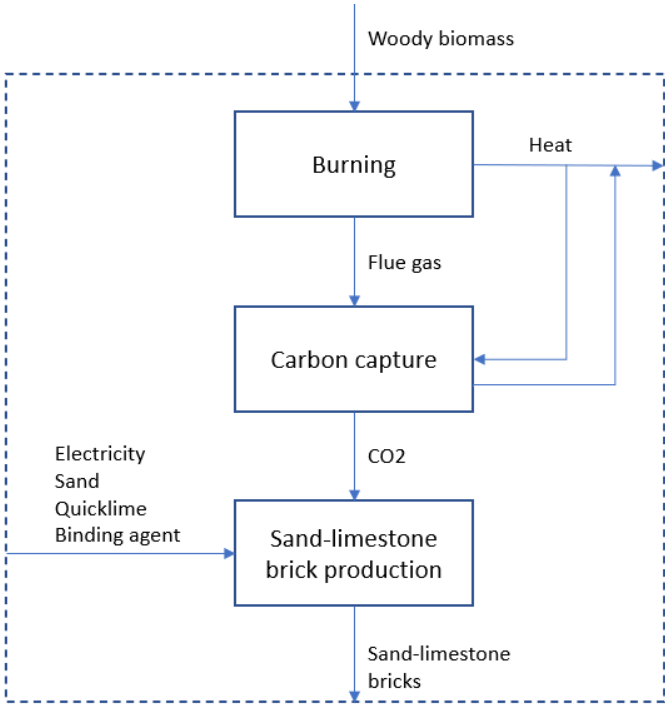 Woody biomass
Burning
Heat
Flue gas
Carbon capture
Electricity
Sand
Quicklime
Binding agent
CO2
Sand-limestone
brick production
Sand-limestone
bricks